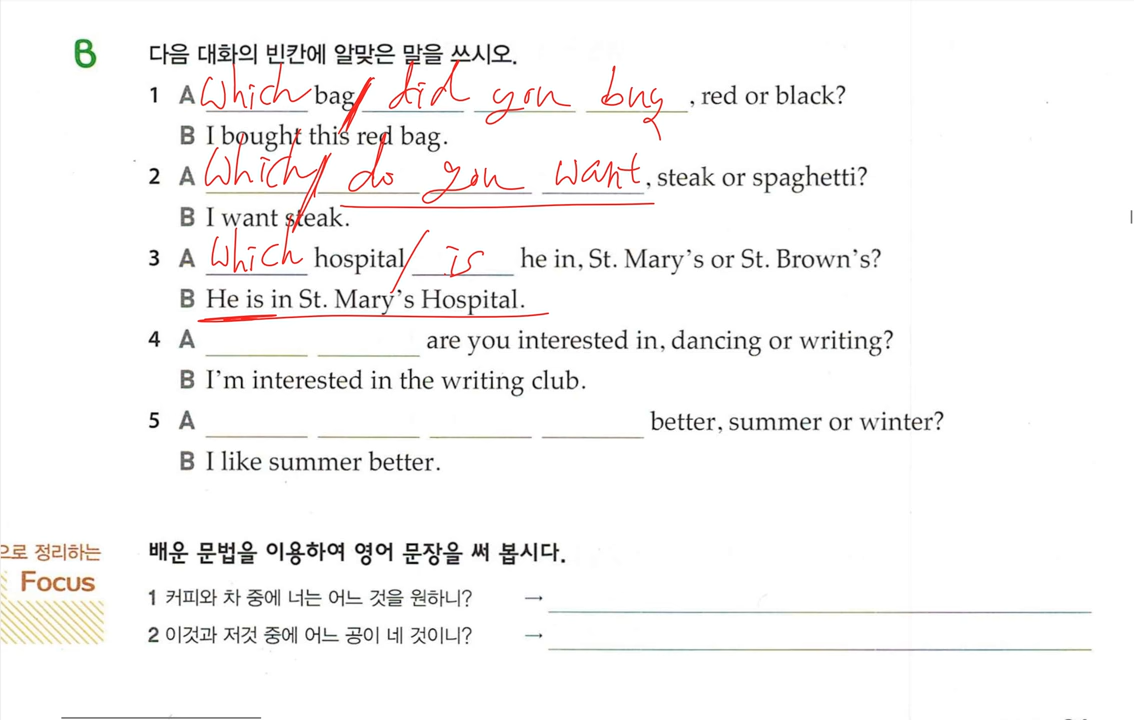 B 다음 대화의 빈칸에 알맞은 말을 쓰시오.
1 A Which bag / did you buy, red or black?
B I bought this red bag.
2 A Which / do you want, steak or spaghetti?
B I want steak.
3 A Which hospital / is he in, St. Mary's or St. Brown's?
B He is in St. Mary's Hospital.
4 A ____ ____ are you interested in, dancing or writing?
B I'm interested in the writing club.
5 A ____ ____ ____ ____ better, summer or winter?
B I like summer better.
으로 정리하는 배운 문법을 이용하여 영어 문장을 써 봅시다.
Focus
1 커피와 차 중에 너는 어느 것을 원하니? →
2 이것과 저것 중에 어느 공이 네 것이니? →